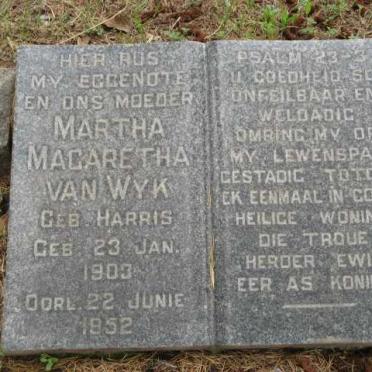 HIER RUS
MY EGGENOTE
EN ONS MOEDER
MARTHA
MAGARETHA
VAN WYK
GEB. HARRIS
GEB. 23 JAN.
1903
OORL. 22 JUNIE
1952
PSALM 23
U GOEDHEID
ONFEILBAAR EN
WELDADIG
OMRING MY
MY, LEWENSPA
GESTADIG
EK EENMAAL IN
HEILIGE
DIE TROUE
HERDER
EER AS